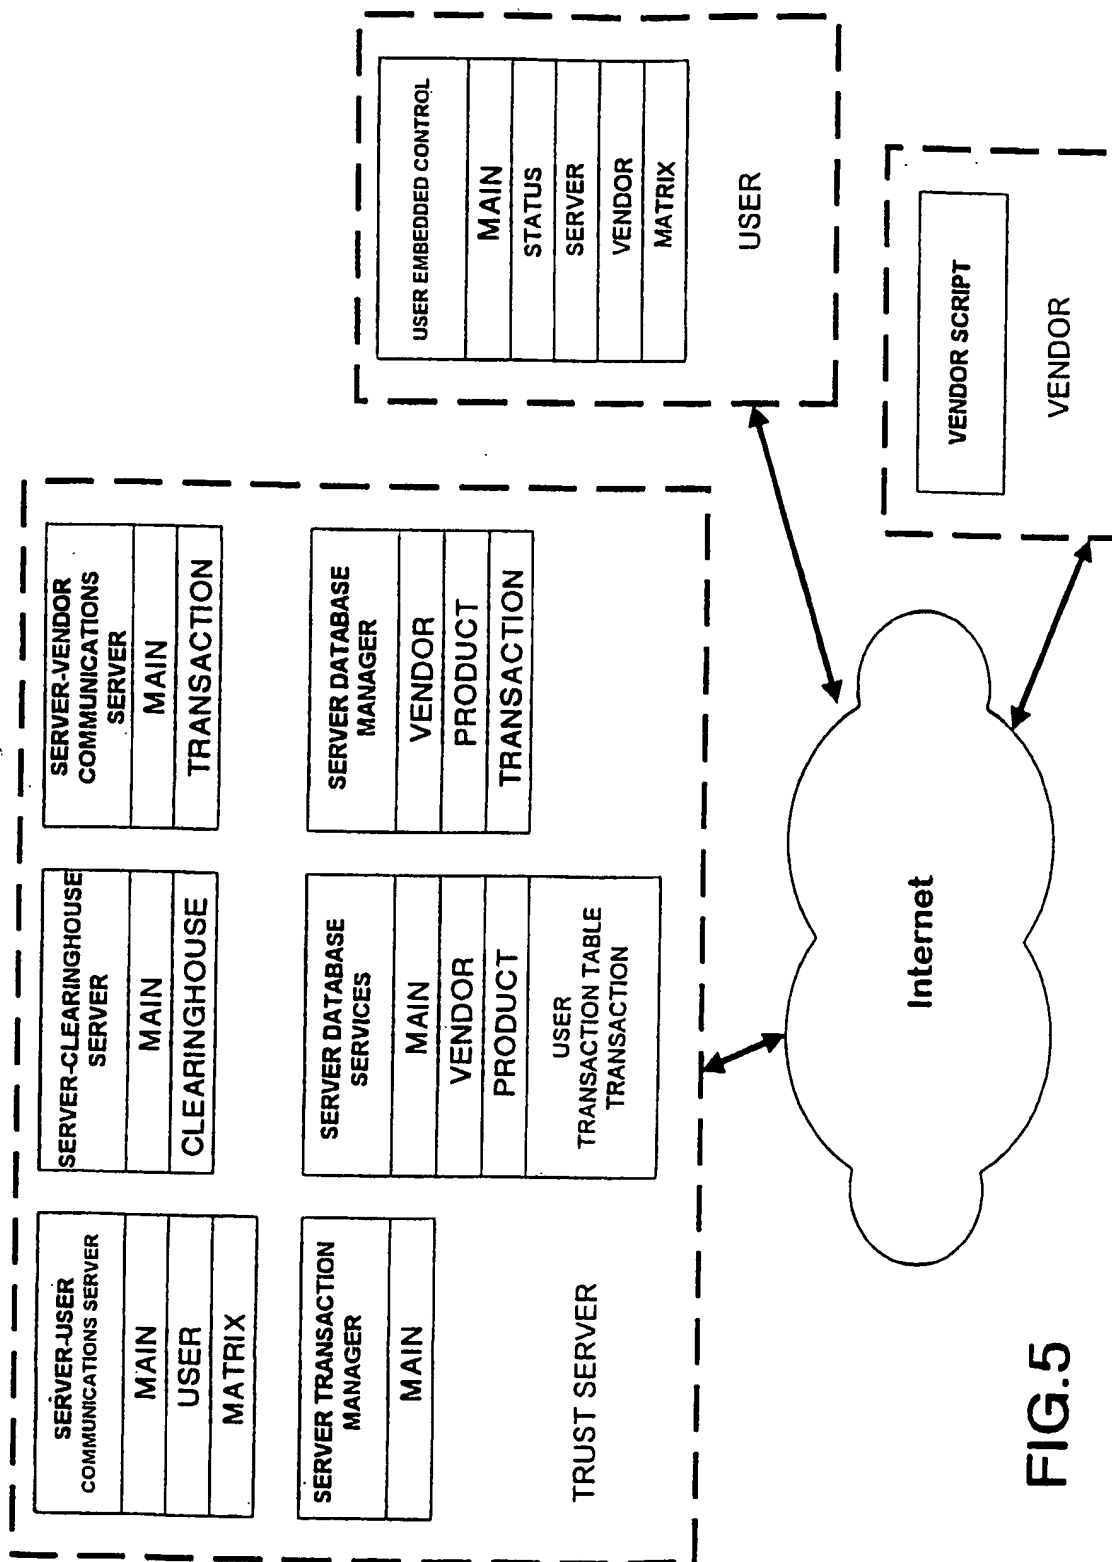 SERVER-USER
COMMUNICATIONS SERVER
MAIN
USER
MATRIX
SERVER-CLEARINGHOUSE
SERVER
MAIN
CLEARINGHOUSE
SERVER-VENDOR
COMMUNICATIONS
SERVER
MAIN
TRANSACTION
SERVER TRANSACTION
MANAGER
MAIN
SERVER DATABASE
SERVICES
MAIN
VENDOR
PRODUCT
USER
TRANSACTION TABLE
TRANSACTION
SERVER DATABASE
MANAGER
VENDOR
PRODUCT
TRANSACTION
TRUST SERVER
USER EMBEDDED CONTROL
MAIN
STATUS
SERVER
VENDOR
MATRIX
USER
Internet
VENDOR SCRIPT
VENDOR
FIG.5